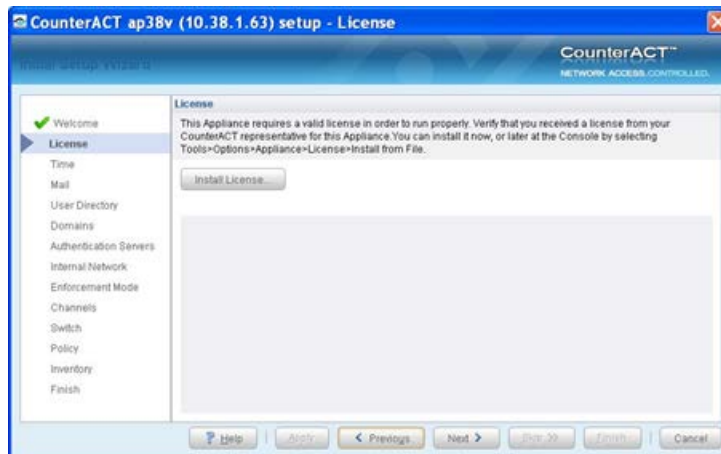 CounterACT ap38v (10.38.1.63) setup - License
Initial Setup Wizard
CounterACT™
NETWORK ACCESS. CONTROLLED.
Welcome
License
Time
Mail
User Directory
Domains
Authentication Servers
Internal Network
Enforcement Mode
Channels
Switch
Policy
Inventory
Finish
License
This Appliance requires a valid license in order to run properly. Verify that you received a license from your
CounterACT representative for this Appliance.You can install it now, or later at the Console by selecting
Tools>Options>Appliance>License>Install from File.
Install License...
Help
Apply
Previous
Next
Skip
Finish
Cancel